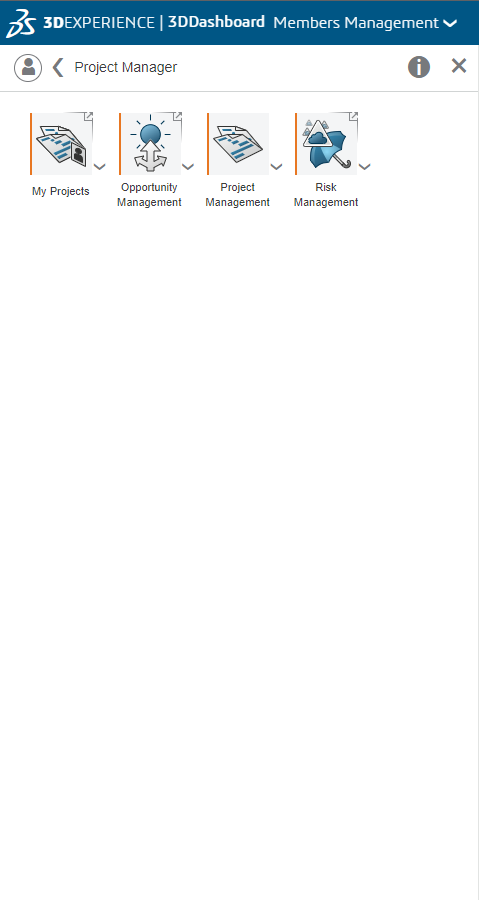 3DEXPERIENCE | 3DDashboard Members Management
Project Manager
My Projects
Opportunity
Management
Project
Management
Risk
Management